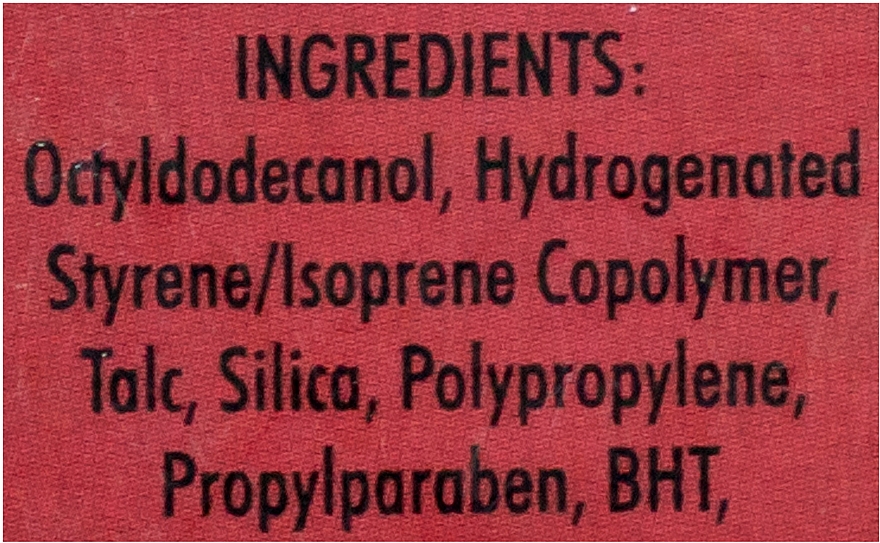 INGREDIENTS:
Octyldodecanol, Hydrogenated
Styrene/Isoprene Copolymer,
Talc, Silica, Polypropylene,
Propylparaben, BHT,